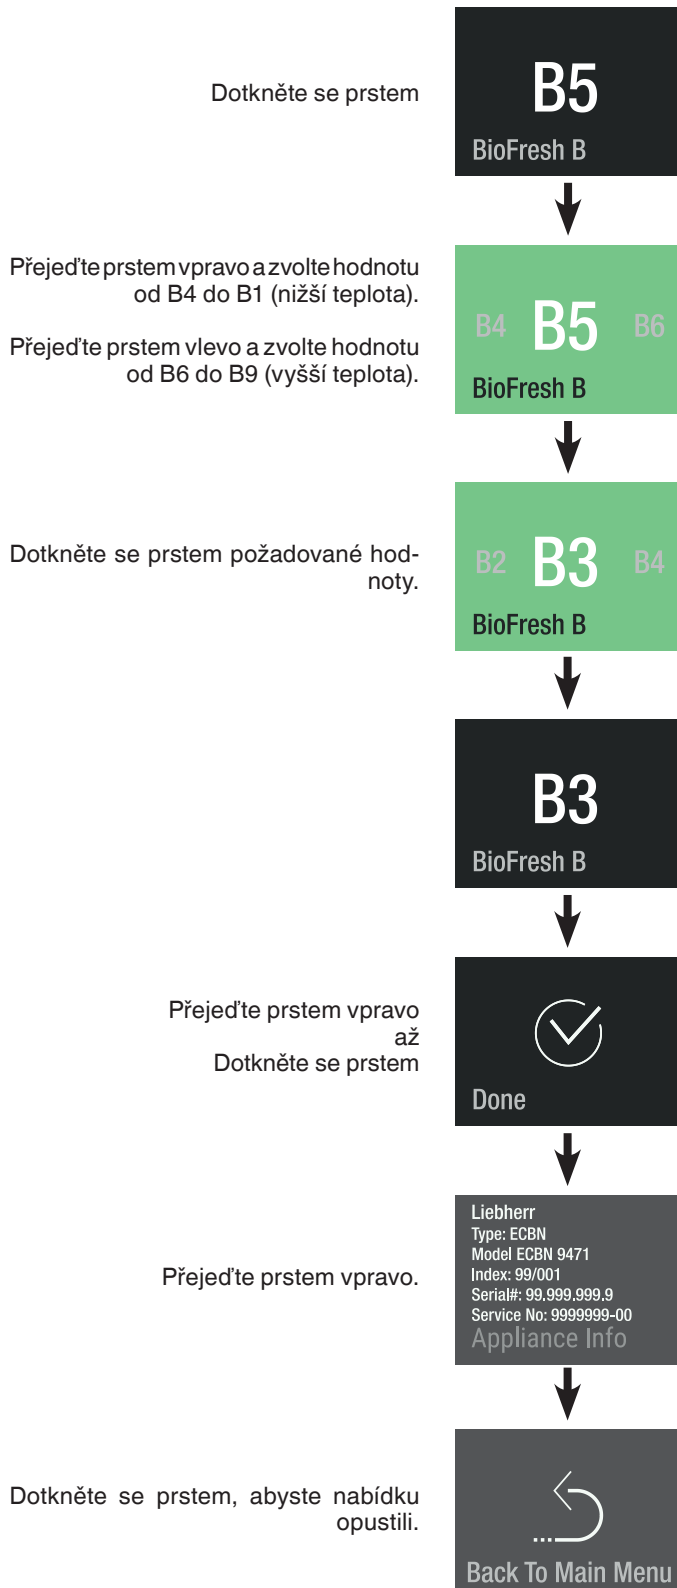 Dotkněte se prstem
B5
BioFresh B
Přejeďte prstem vpravo a zvolte hodnotu
od B4 do B1 (nižší teplota).
Přejeďte prstem vlevo a zvolte hodnotu
od B6 do B9 (vyšší teplota).
B4 B5 B6
BioFresh B
Dotkněte se prstem požadované hod-
noty.
B2 B3 B4
BioFresh B
B3
BioFresh B
Přejeďte prstem vpravo
až
Dotkněte se prstem
Done
Přejeďte prstem vpravo.
Liebherr
Type: ECBN
Model ECBN 9471
Index: 99/001
Serial#: 99.999.999.9
Service No: 9999999-00
Appliance Info
Dotkněte se prstem, abyste nabídku
opustili.
Back To Main Menu